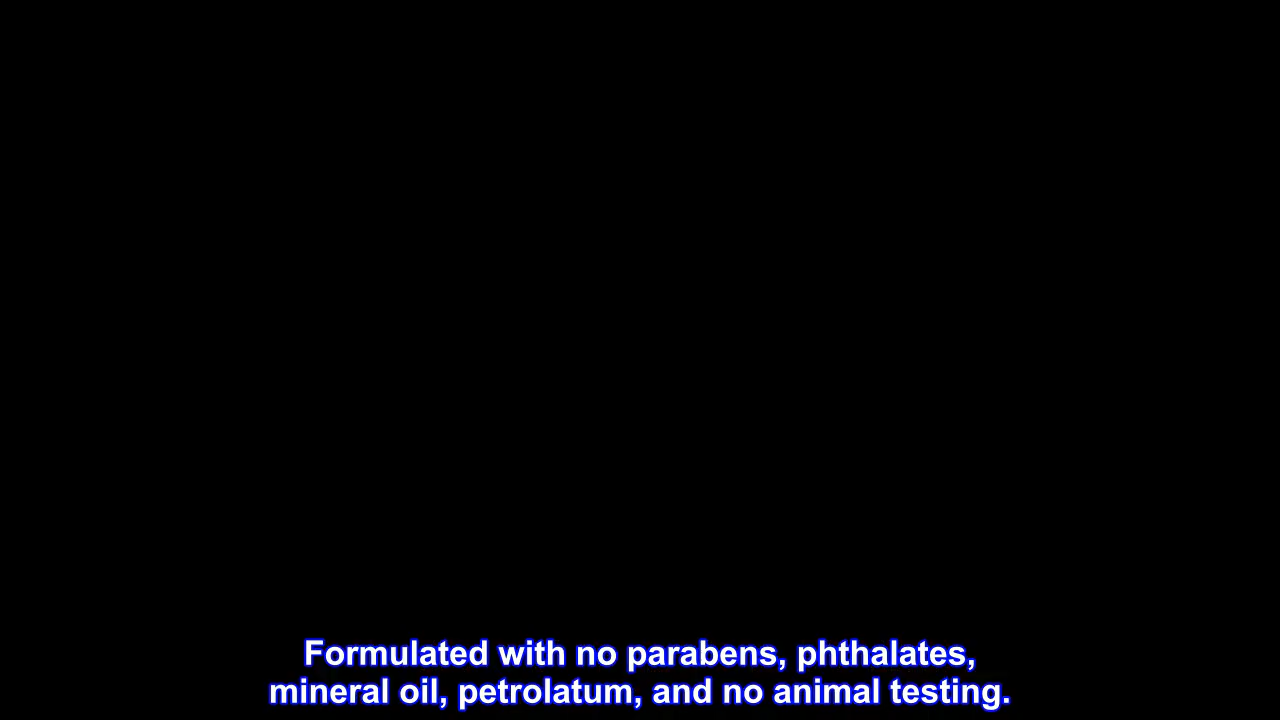 Formulated with no parabens, phthalates,
mineral oil, petrolatum, and no animal testing.